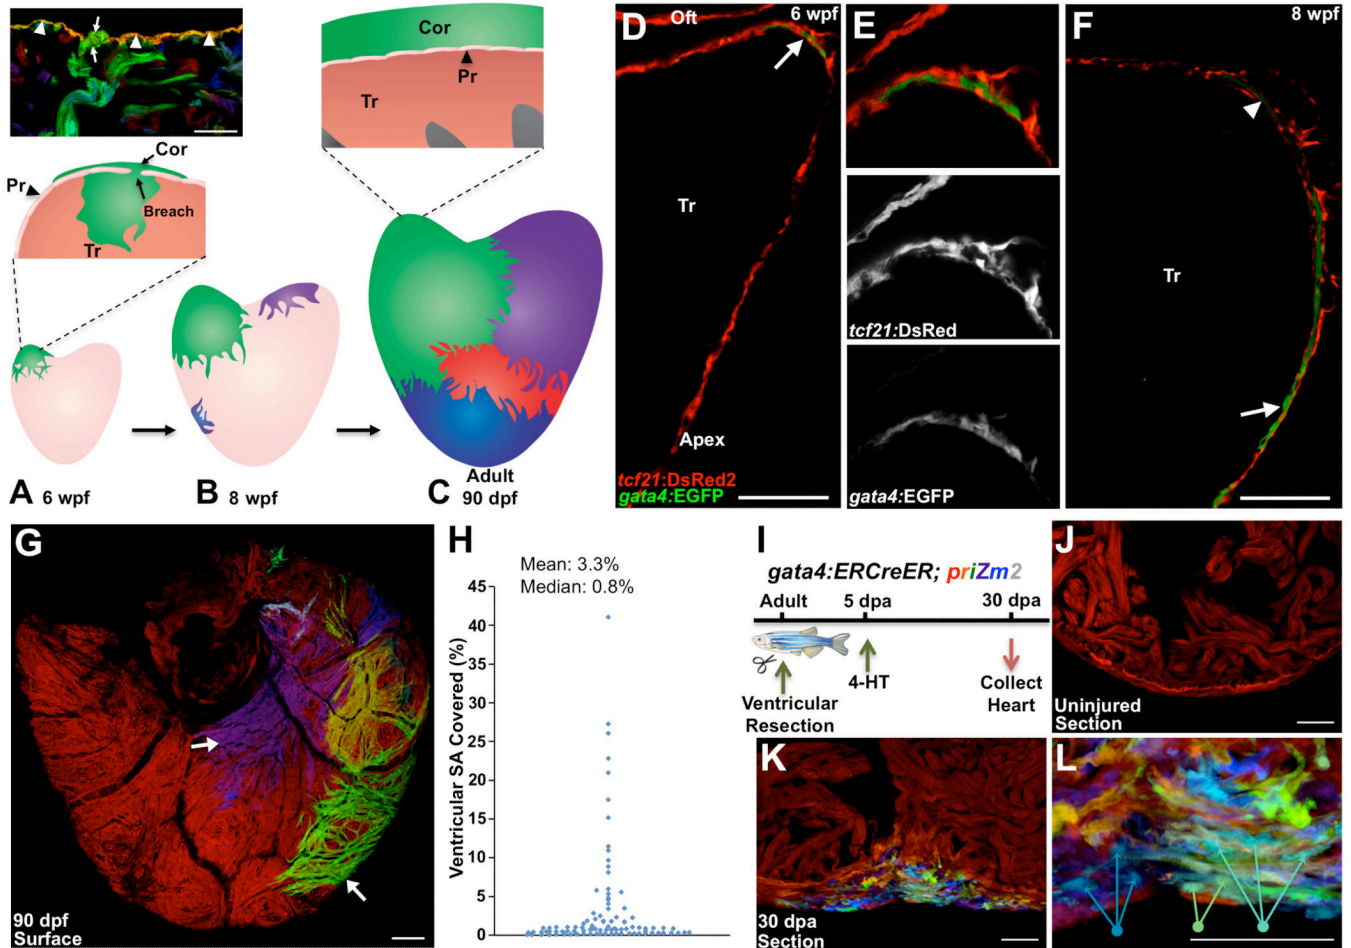 Cor
Pr
Breach
Tr
Cor
Pr
Tr
A 6 wpf
B 8 wpf
C Adult
90 dpf
D
6 wpf
Oft
Tr
Apex
tcf21:DsRed2
gata4:EGFP
E
tcf21:DsRed
gata4:EGFP
F
8 wpf
Tr
G
90 dpf
Surface
H
Mean: 3.3%
Median: 0.8%
Ventricular SA Covered (%)
45
40
35
30
25
20
15
10
5
0
I
gata4:ERCreER; priZm2
Adult
5 dpa
30 dpa
Ventricular
Resection
4-HT
Collect
Heart
J
Uninjured
Section
K
30 dpa
Section
L